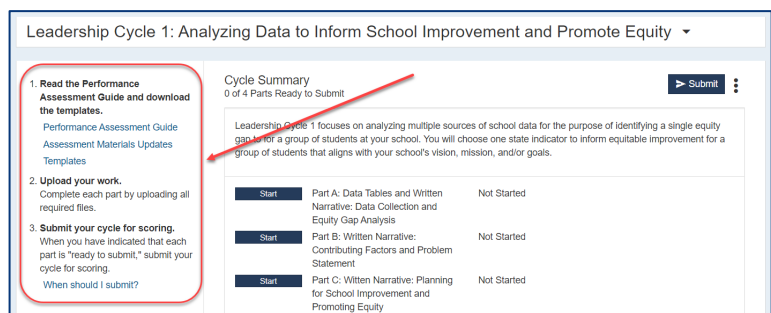 Leadership Cycle 1: Analyzing Data to Inform School Improvement and Promote Equity
1. Read the Performance
Assessment Guide and download
the templates.
Performance Assessment Guide
Assessment Materials Updates
Templates
2. Upload your work.
Complete each part by uploading all
required files.
3. Submit your cycle for scoring.
When you have indicated that each
part is "ready to submit," submit your
cycle for scoring.
When should I submit?
Cycle Summary
0 of 4 Parts Ready to Submit
Submit
Leadership Cycle 1 focuses on analyzing multiple sources of school data for the purpose of identifying a single equity
gap to for a group of students at your school. You will choose one state indicator to inform equitable improvement for a
group of students that aligns with your school's vision, mission, and/or goals.
Start
Part A: Data Tables and Written
Narrative: Data Collection and
Equity Gap Analysis
Not Started
Start
Part B: Written Narrative:
Contributing Factors and Problem
Statement
Not Started
Start
Part C: Witten Narrative: Planning
for School Improvement and
Promoting Equity
Not Started